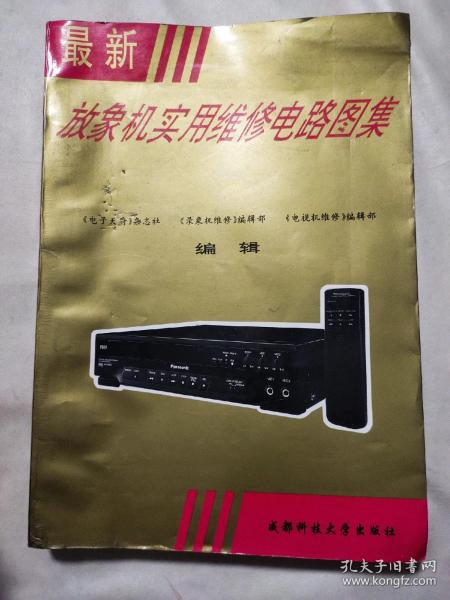 最新
放象机实用维修电路图集
《电子天府》杂志社 《录象机维修》编辑部 《电视机维修》编辑部
编辑
Panasonic
成都科技大学出版社
孔夫子旧书网
www.kongfz.com